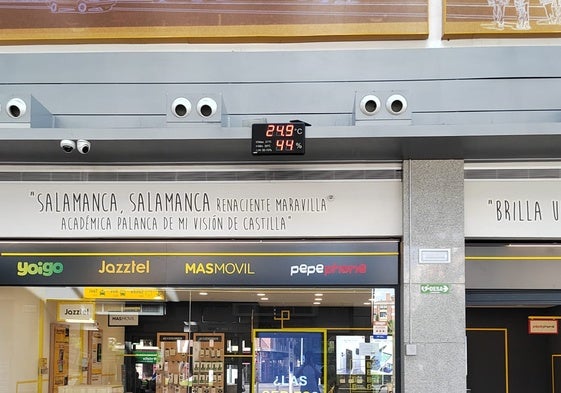 24.9°C
44%
"SALAMANCA, SALAMANCA RENACIENTE MARAVILLA
ACADÉMICA PALANCA DE MI VISIÓN DE CASTILLA"
"BRILLA U
yoigo
Jazztel
MASMOVIL
pepephone
Jazztel
MASMOVIL
¿LAS